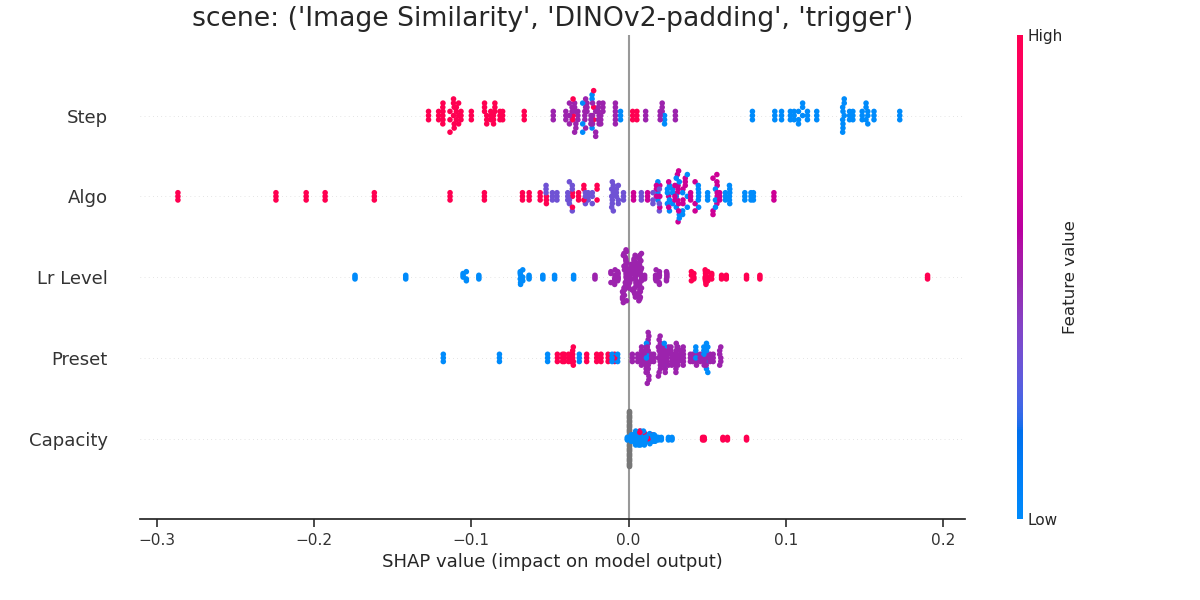 scene: ('Image Similarity', 'DINOv2-padding', 'trigger')
High
Step
Algo
Lr Level
Preset
Capacity
Feature value
Low
−0.3 −0.2 −0.1 0.0 0.1 0.2
SHAP value (impact on model output)